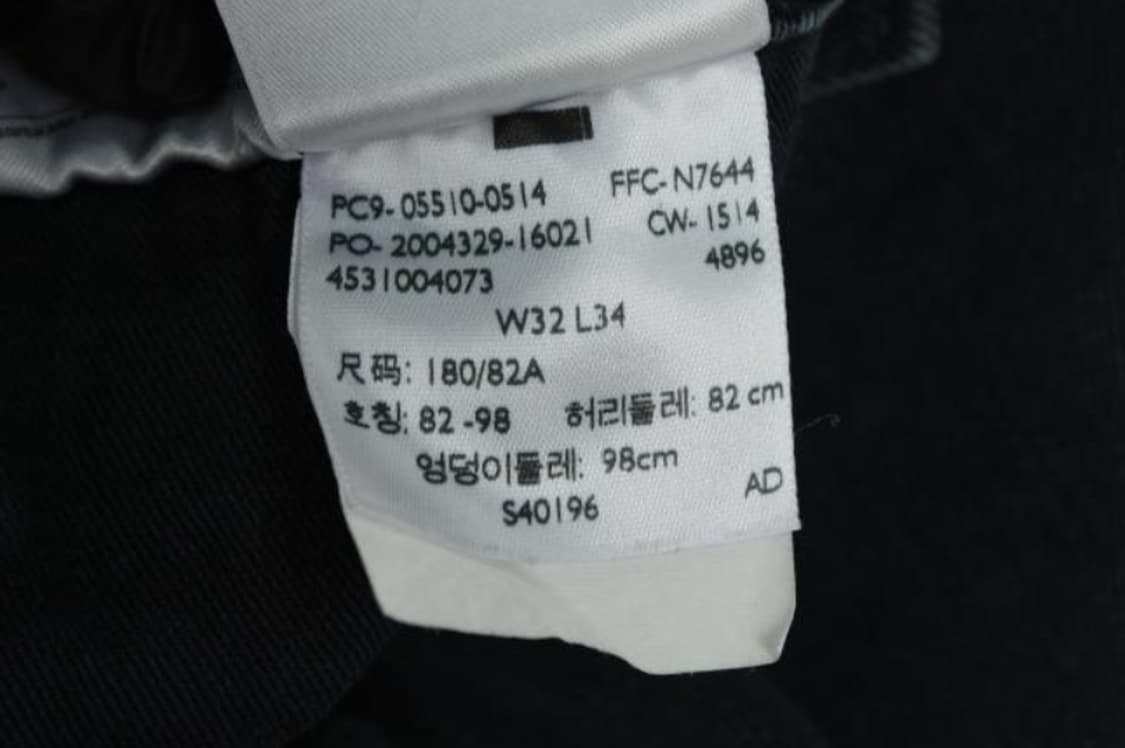 PC9- 05510-0514 FFC- N7644
PO- 2004329-16021 CW- 1514
4531004073 4896
W32 L34
尺码: 180/82A
호칭: 82 -98 허리둘레: 82 cm
엉덩이둘레: 98cm
S40196 AD